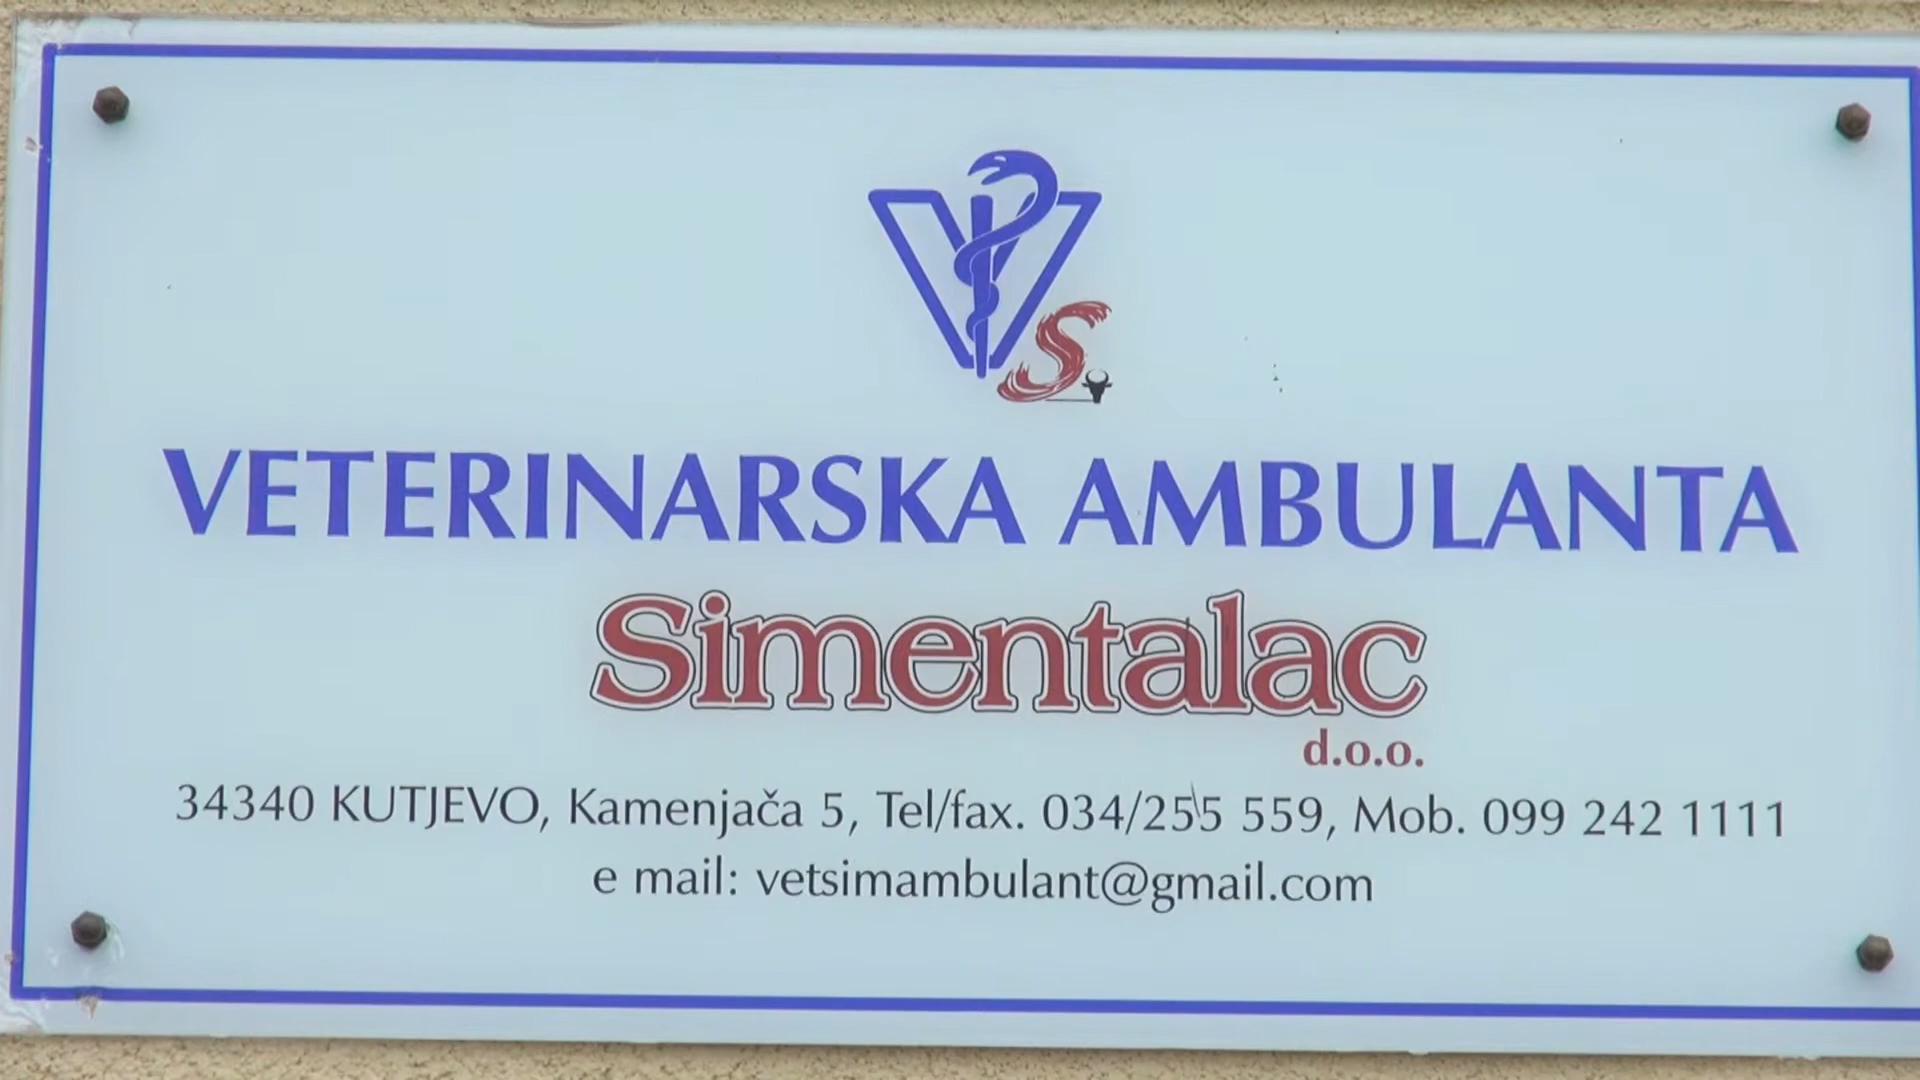 VS
VETERINARSKA AMBULANTA
Simentalac
d.o.o.
34340 KUTJEVO, Kamenjača 5, Tel/fax. 034/255 559, Mob. 099 242 1111
e mail: vetsimambulant@gmail.com